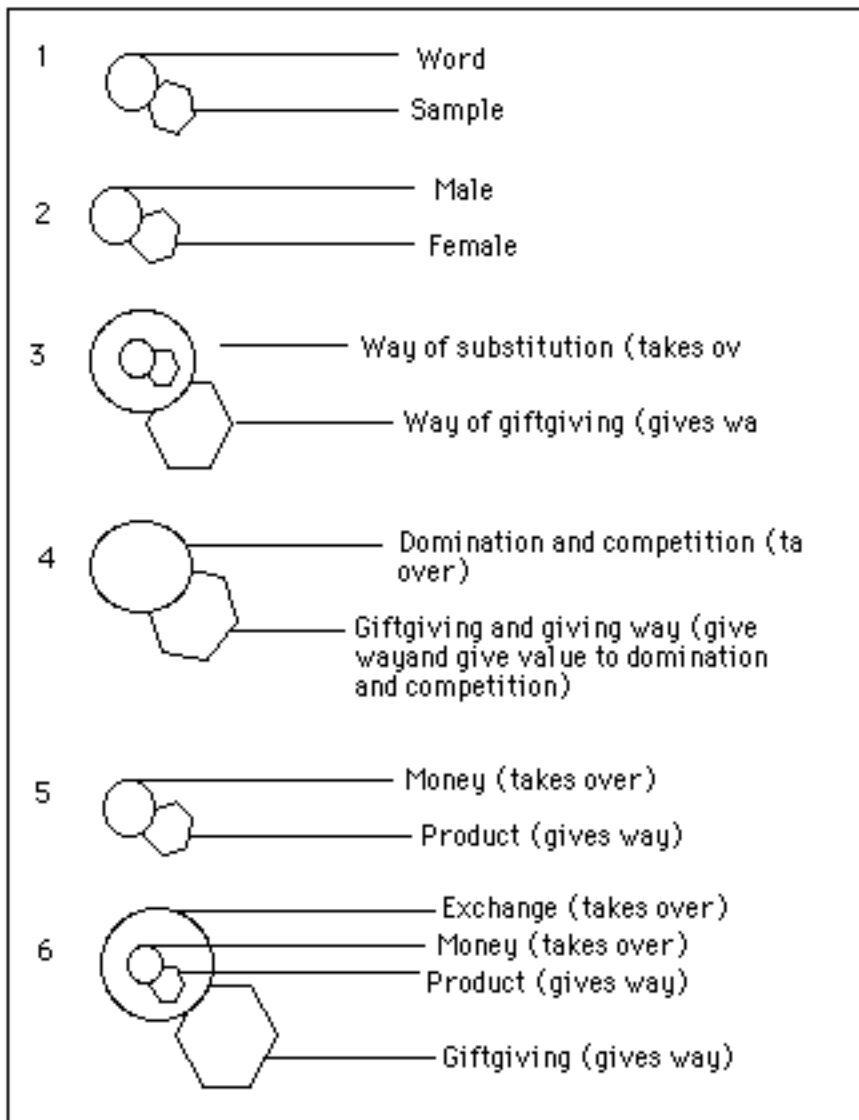 1
Word
Sample
2
Male
Female
3
Way of substitution (takes ov
Way of giftgiving (gives wa
4
Domination and competition (ta
over)
Giftgiving and giving way (give
wayand give value to domination
and competition)
5
Money (takes over)
Product (gives way)
6
Exchange (takes over)
Money (takes over)
Product (gives way)
Giftgiving (gives way)